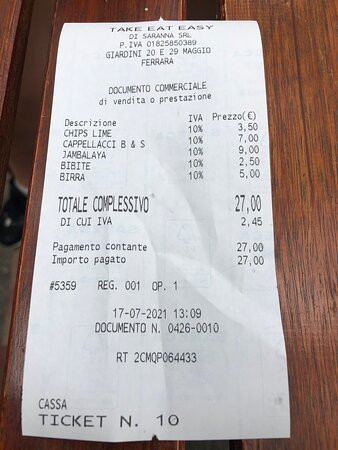 TAKE EAT EASY
DI SARANNA SRL
P.IVA 01825850389
GIARDINI 20 E 29 MAGGIO
FERRARA
DOCUMENTO COMMERCIALE
di vendita o prestazione
Descrizione IVA Prezzo(€)
CHIPS LIME 10% 3,50
CAPPELLACCI B & S 10% 7,00
JAMBALAYA 10% 9,00
BIBITE 10% 2,50
BIRRA 10% 5,00
TOTALE COMPLESSIVO 27,00
DI CUI IVA 2,45
Pagamento contante 27,00
Importo pagato 27,00
#5359 REG. 001 OP. 1
17-07-2021 13:09
DOCUMENTO N. 0426-0010
RT 2CMQP064433
CASSA
TICKET N. 10